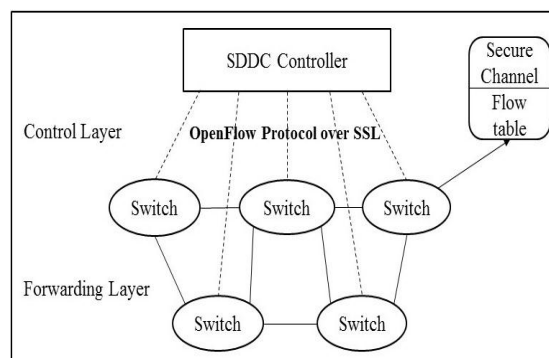 SDDC Controller
Secure
Channel
Flow
table
Control Layer
OpenFlow Protocol over SSL
Switch
Switch
Switch
Forwarding Layer
Switch
Switch